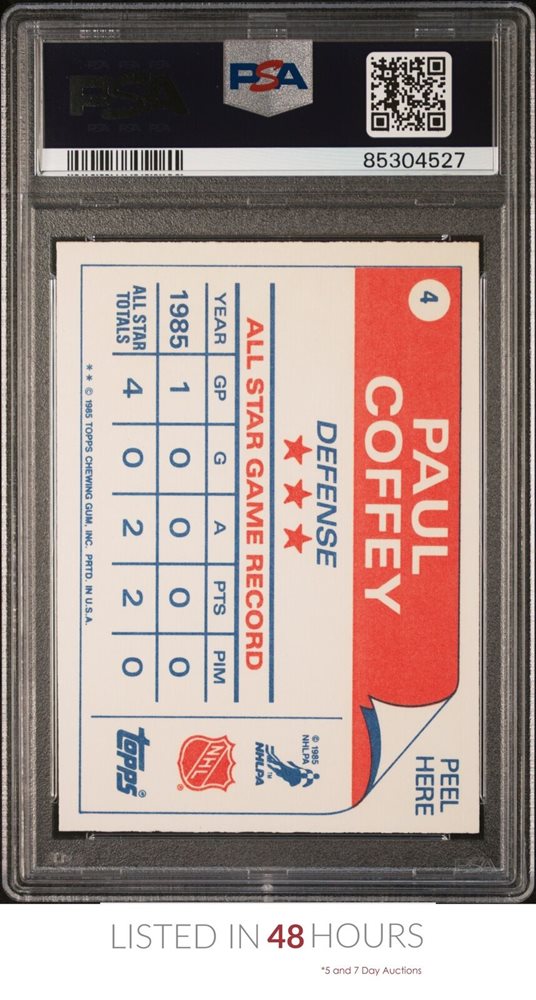 PSA
PSA
85304527
4
PAUL
COFFEY
PEEL
HERE
DEFENSE
ALL STAR GAME RECORD
YEAR GP G A PTS PIM
1985 1 0 0 0 0
ALL STAR
TOTALS 4 0 2 2 0
** © 1985 TOPPS CHEWING GUM, INC. PRTD. IN U.S.A.
© 1985
NHLPA
NHLPA™
NHL
®
topps®
LISTED IN 48 HOURS
*5 and 7 Day Auctions